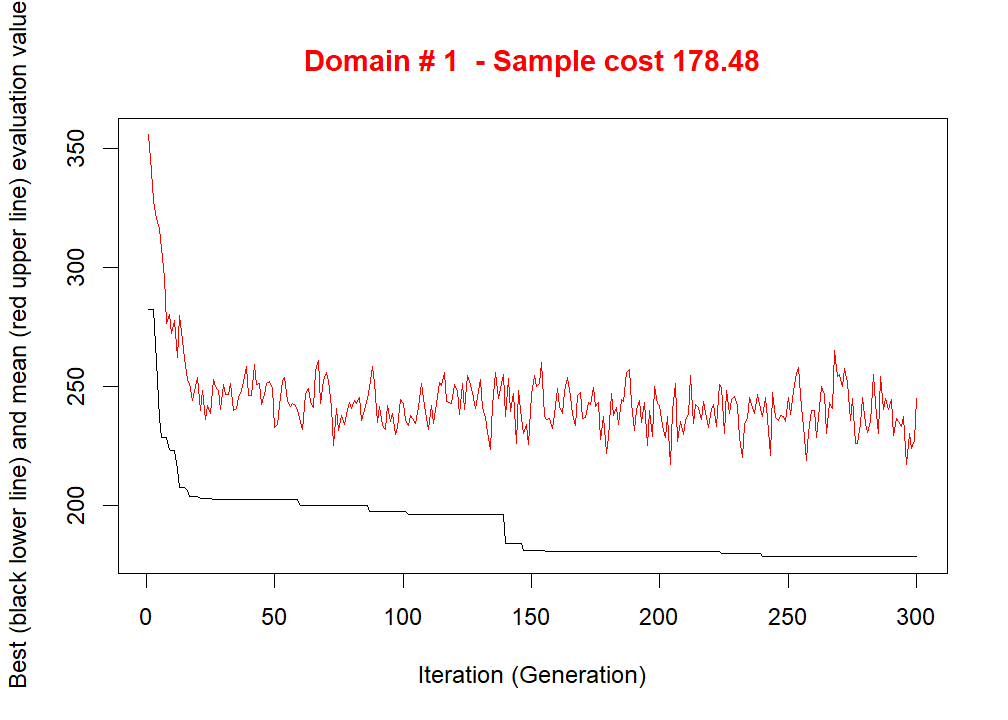 Domain # 1  - Sample cost 178.48
Best (black lower line) and mean (red upper line) evaluation value
350
300
250
200
0 50 100 150 200 250 300
Iteration (Generation)